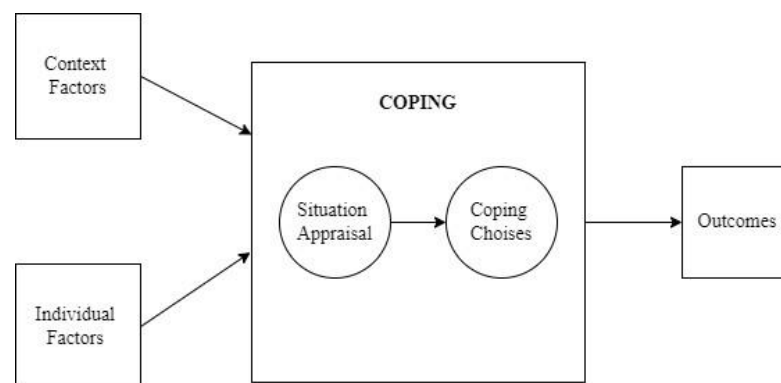 Context
Factors
COPING
Situation
Appraisal
Coping
Choises
Outcomes
Individual
Factors